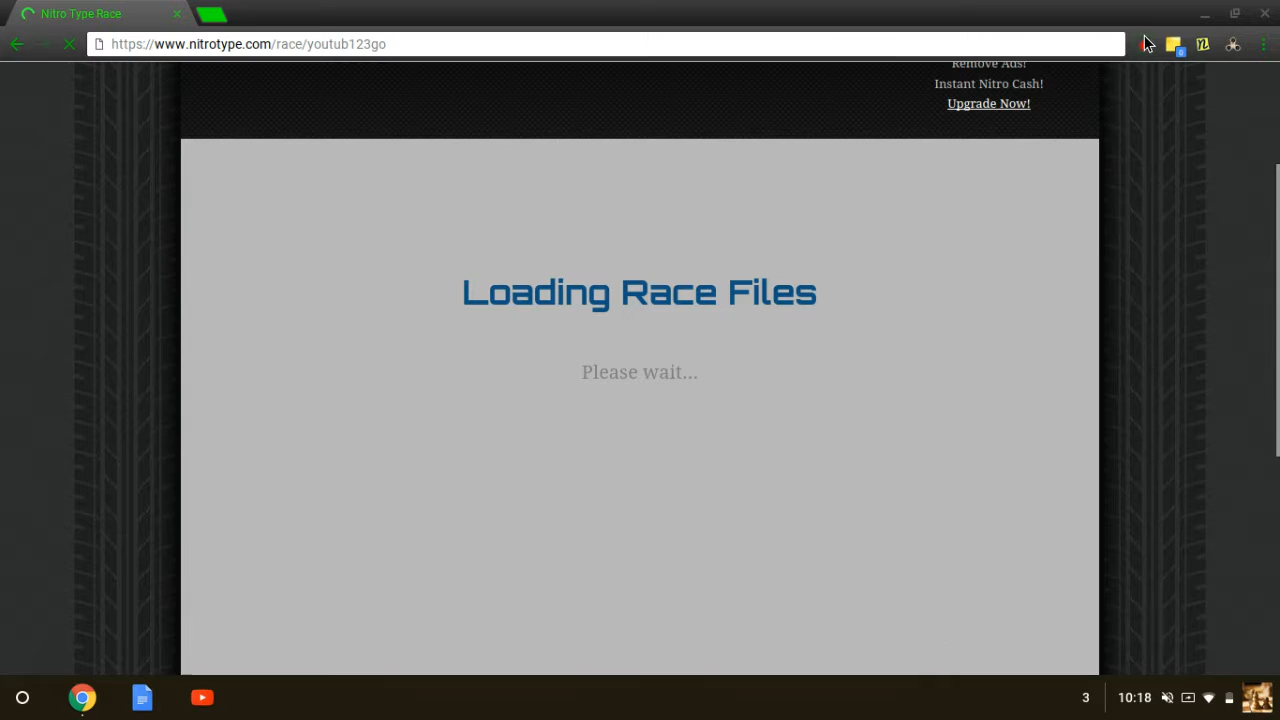 Nitro Type Race
https://www.nitrotype.com/race/youtub123go
0
Remove Ads!
Instant Nitro Cash!
Upgrade Now!
Loading Race Files
Please wait...
3
10:18